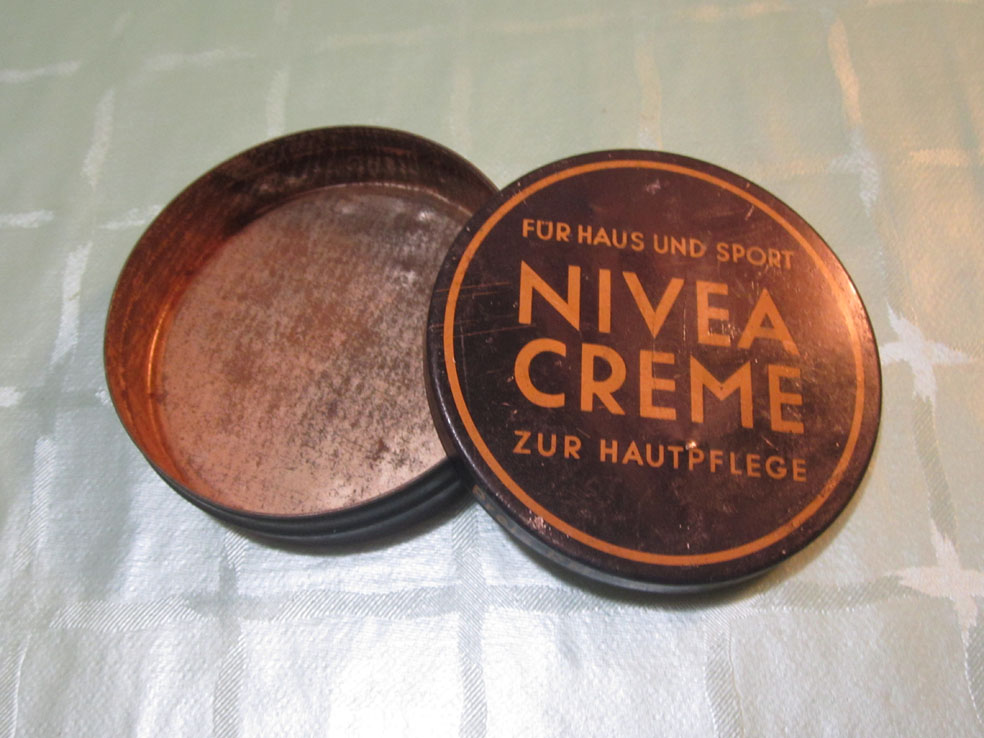 FÜR HAUS UND SPORT
NIVEA
CREME
ZUR HAUTPFLEGE